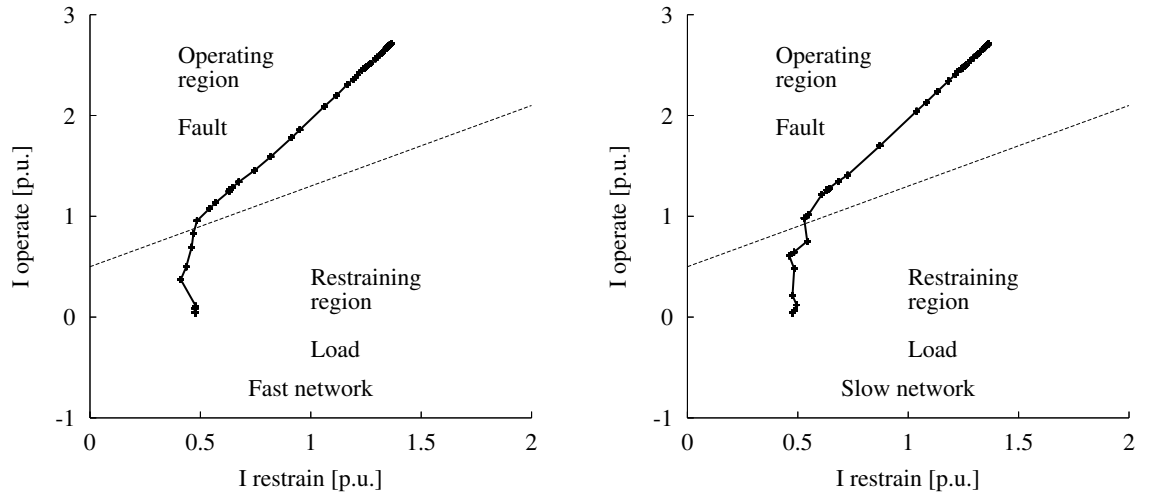 3
2
1
0
-1
I operate [p.u.]
Operating
region
Fault
Restraining
region
Load
Fast network
0
0.5
1
1.5
2
I restrain [p.u.]
3
2
1
0
-1
I operate [p.u.]
Operating
region
Fault
Restraining
region
Load
Slow network
0
0.5
1
1.5
2
I restrain [p.u.]